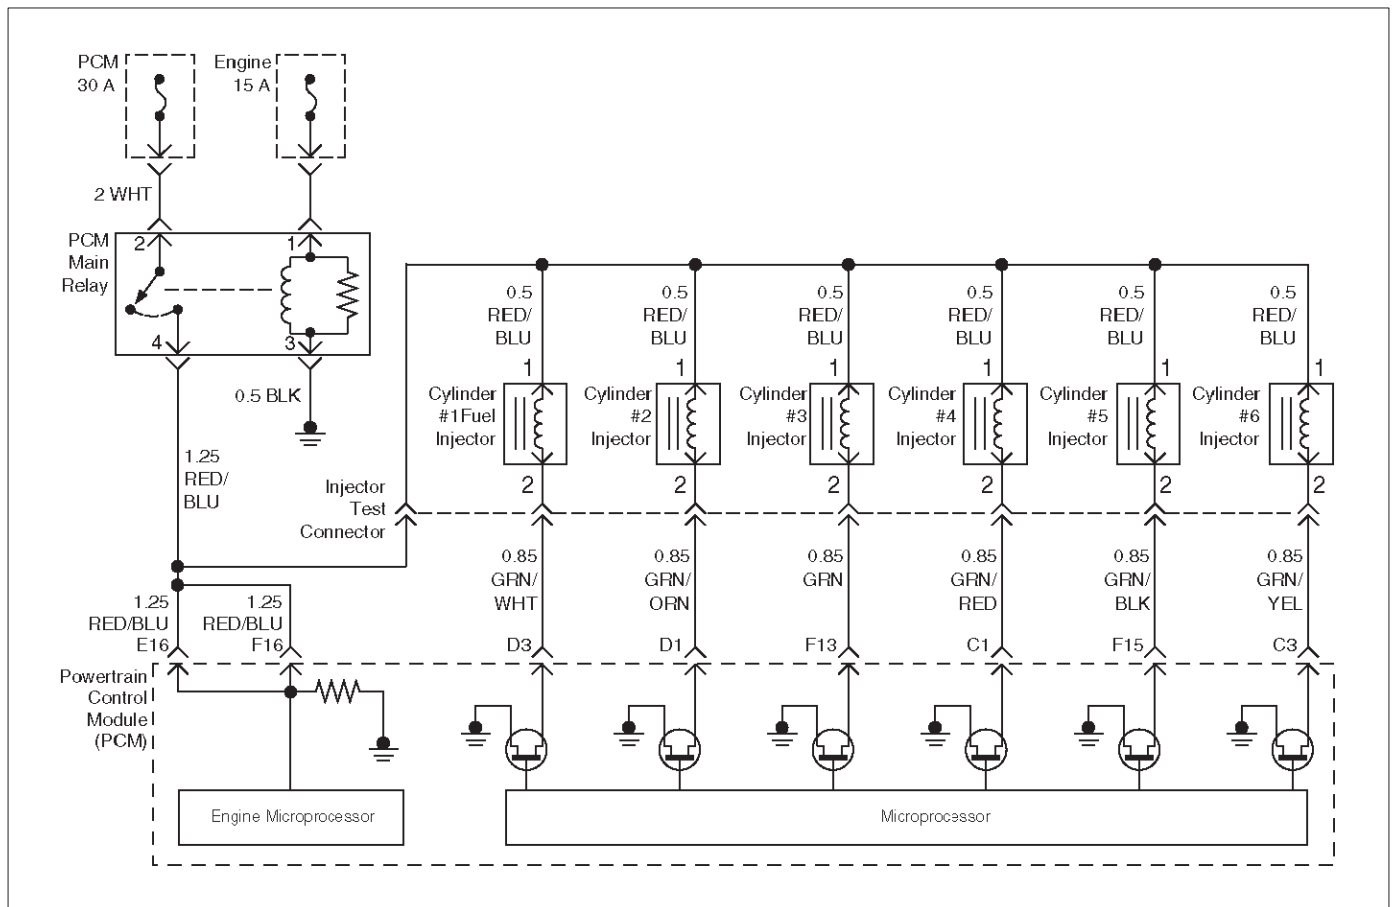 PCM
30 A
Engine
15 A
2 WHT
PCM
Main
Relay
2
1
4
3
0.5 BLK
1.25
RED/
BLU
Injector
Test
Connector
0.5
RED/
BLU
0.5
RED/
BLU
0.5
RED/
BLU
0.5
RED/
BLU
0.5
RED/
BLU
0.5
RED/
BLU
1
1
1
1
1
1
Cylinder
#1Fuel
Injector
Cylinder
#2
Injector
Cylinder
#3
Injector
Cylinder
#4
Injector
Cylinder
#5
Injector
Cylinder
#6
Injector
2
2
2
2
2
2
0.85
GRN/
WHT
0.85
GRN/
ORN
0.85
GRN
0.85
GRN/
RED
0.85
GRN/
BLK
0.85
GRN/
YEL
1.25
RED/BLU
E16
1.25
RED/BLU
F16
D3
D1
F13
C1
F15
C3
Powertrain
Control
Module
(PCM)
Engine Microprocessor
Microprocessor